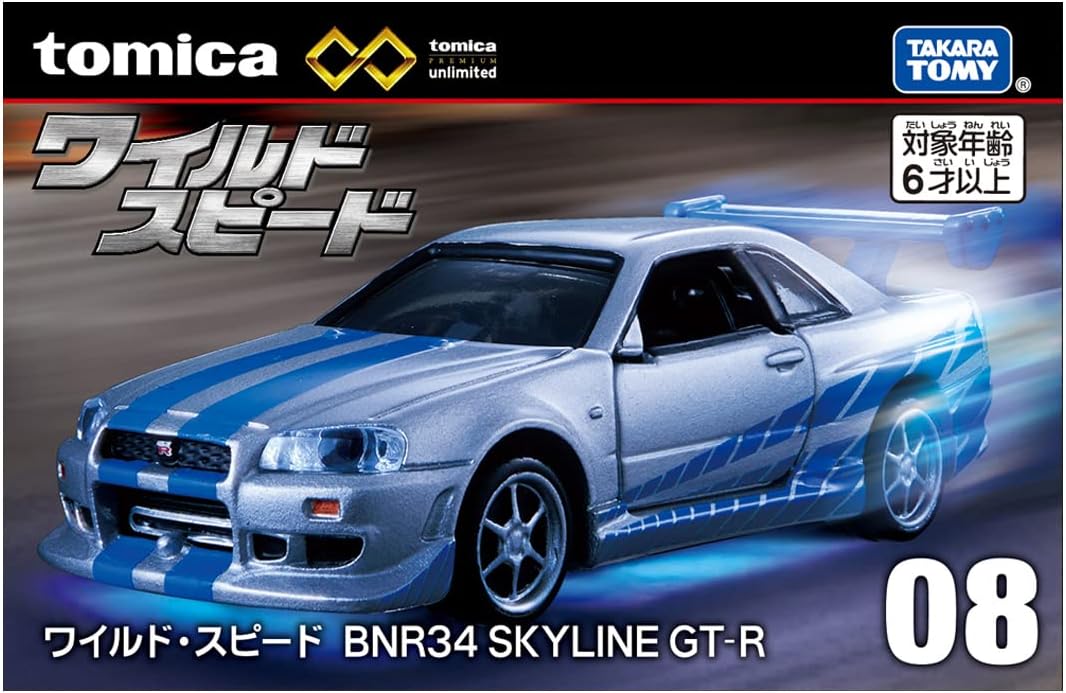 tomica
tomica
PREMIUM
unlimited
TAKARA
TOMY
®
ワイルド
スピード
たいしょうねんれい
対象年齢
さいいじょう
6才以上
GT
R
ワイルド・スピード BNR34 SKYLINE GT-R
08